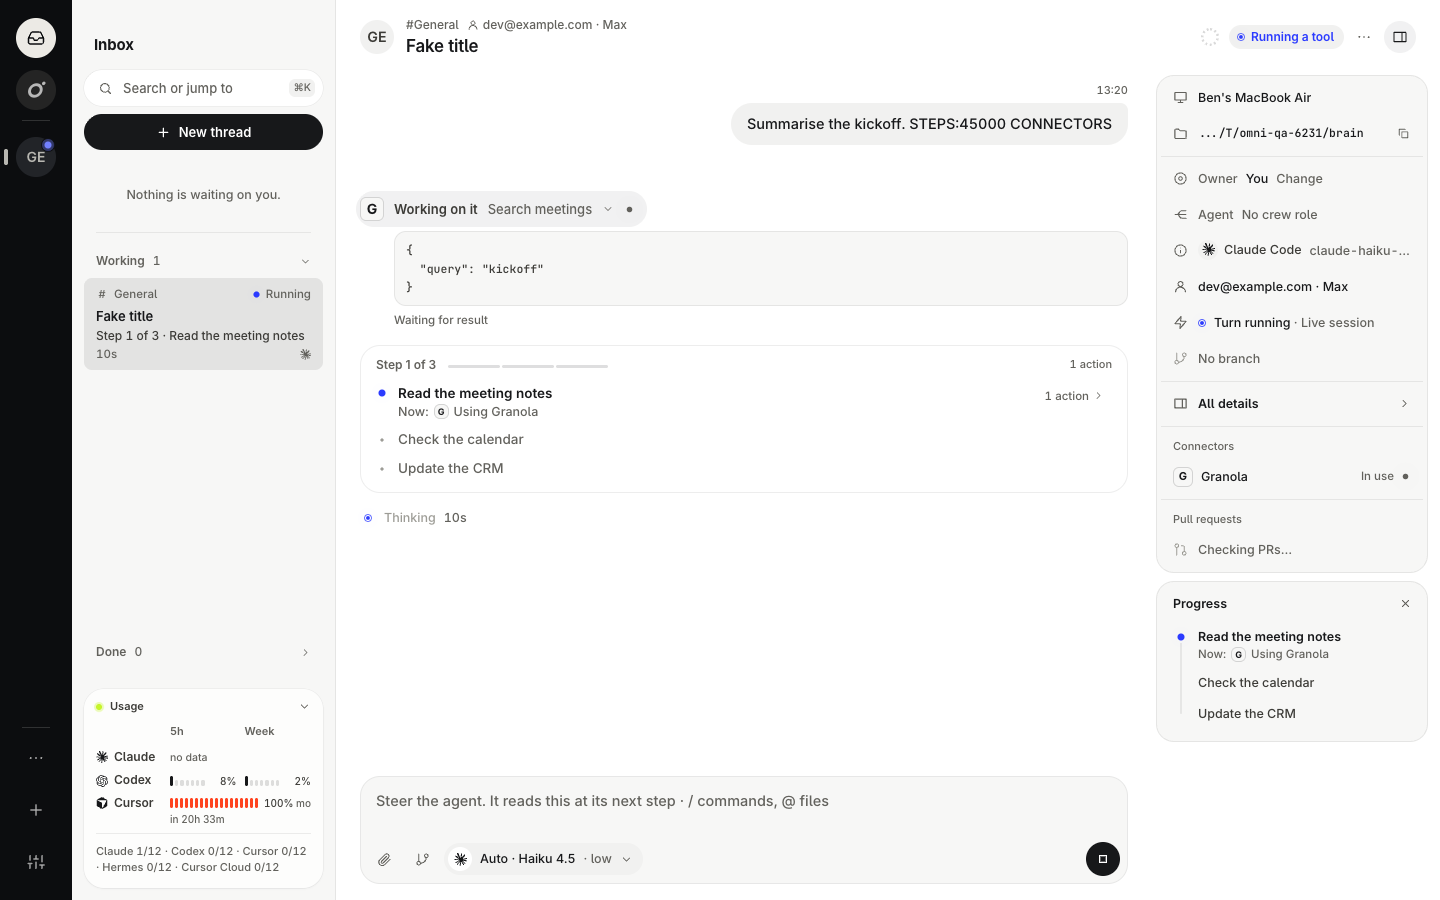 Inbox
Search or jump to
⌘K
New thread
GE
Nothing is waiting on you.
Working 1
# General
Running
Fake title
Step 1 of 3 · Read the meeting notes
10s
Done 0
Usage
5h Week
Claude no data
Codex 8% 2%
Cursor 100% mo
in 20h 33m
Claude 1/12 · Codex 0/12 · Cursor 0/12
· Hermes 0/12 · Cursor Cloud 0/12
GE
#General dev@example.com · Max
Fake title
Running a tool
13:20
Summarise the kickoff. STEPS:45000 CONNECTORS
G Working on it Search meetings
{
"query": "kickoff"
}
Waiting for result
Step 1 of 3
1 action
Read the meeting notes
1 action
Now: G Using Granola
Check the calendar
Update the CRM
Thinking 10s
Steer the agent. It reads this at its next step · / commands, @ files
Auto · Haiku 4.5 · low
Ben's MacBook Air
.../T/omni-qa-6231/brain
Owner You Change
Agent No crew role
Claude Code claude-haiku-...
dev@example.com · Max
Turn running · Live session
No branch
All details
Connectors
G Granola In use
Pull requests
Checking PRs...
Progress
Read the meeting notes
Now: G Using Granola
Check the calendar
Update the CRM